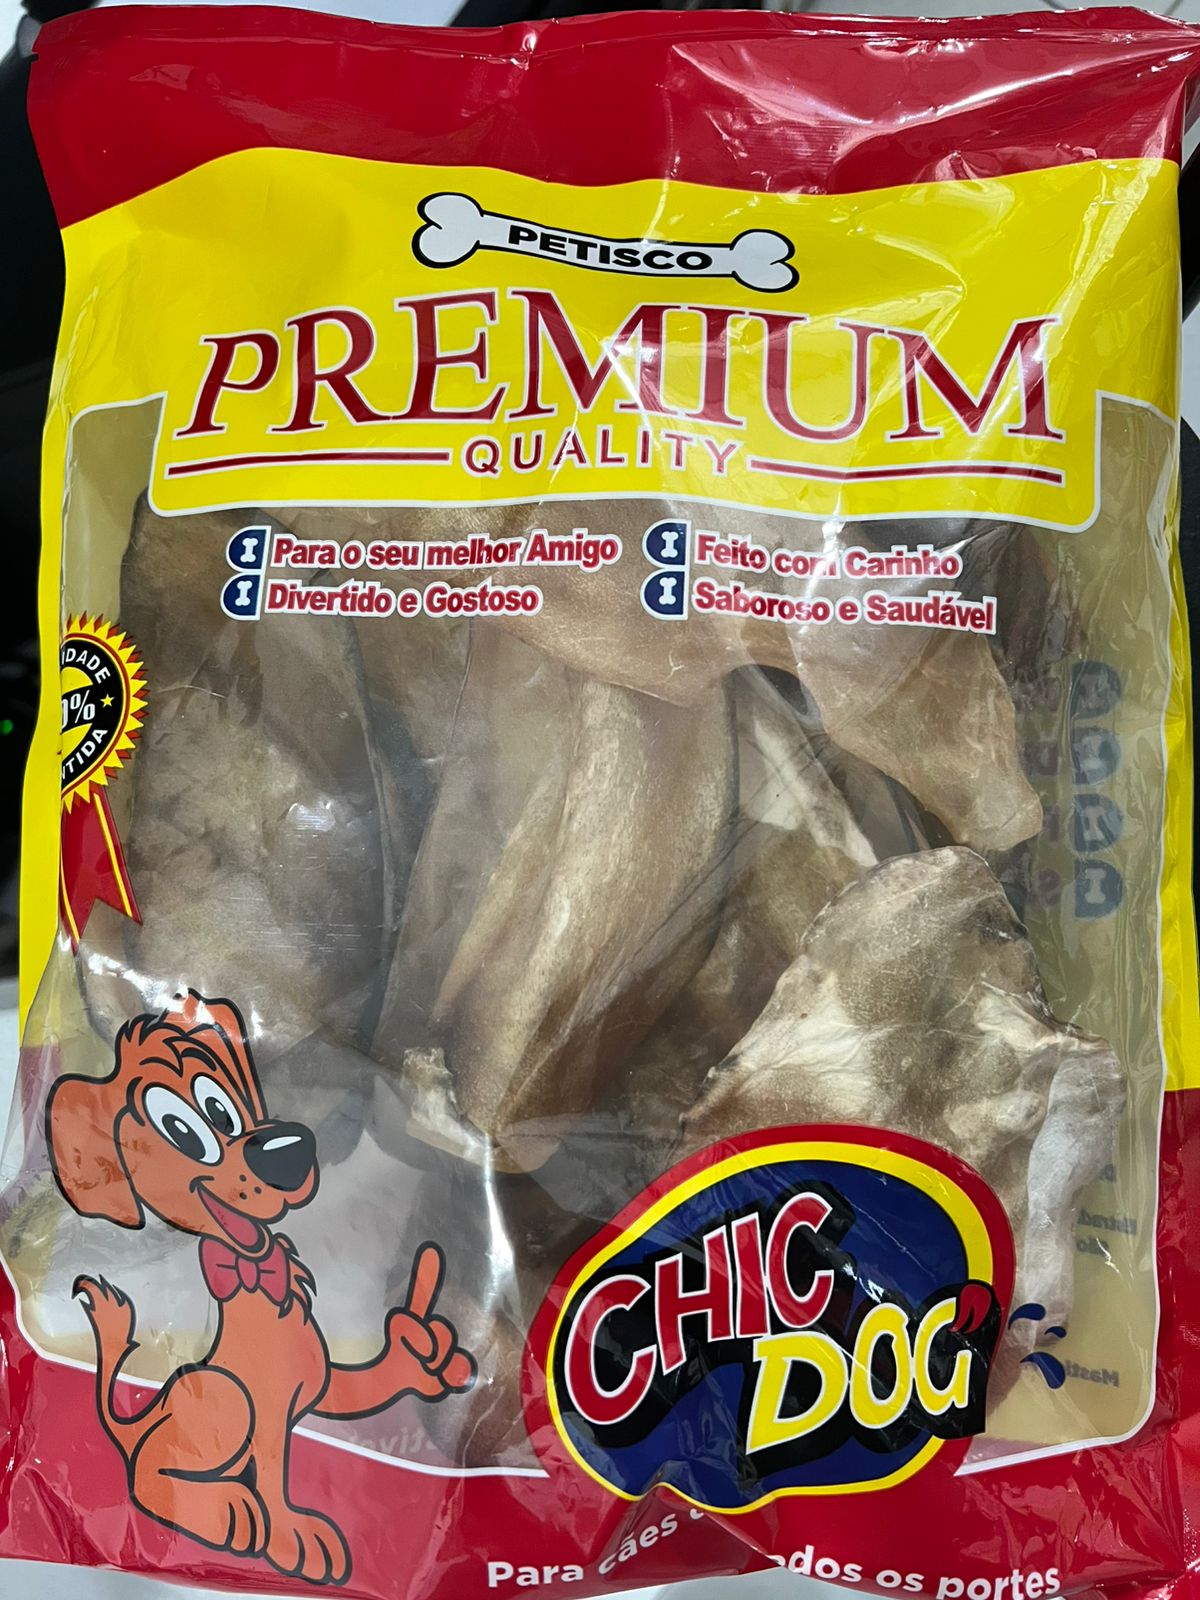 PETISCO
PREMIUM
QUALITY
Para o seu melhor Amigo
Divertido e Gostoso
Feito com Carinho
Saboroso e Saudável
CHIC
DOG
Para cães os portes